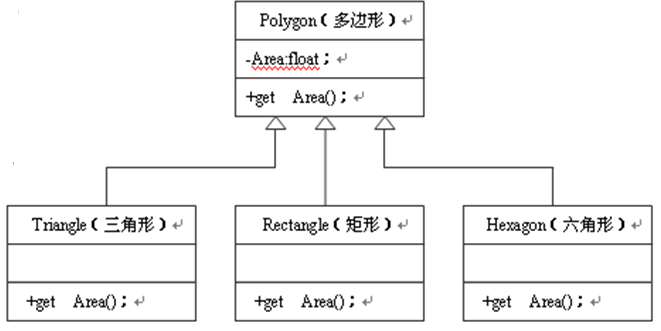 Polygon（多边形）↵
-Area:float；↵
+get Area()；↵
Triangle（三角形）↵
Rectangle（矩形）↵
Hexagon（六角形）↵
+get Area()；↵
+get Area()；↵
+get Area()；↵